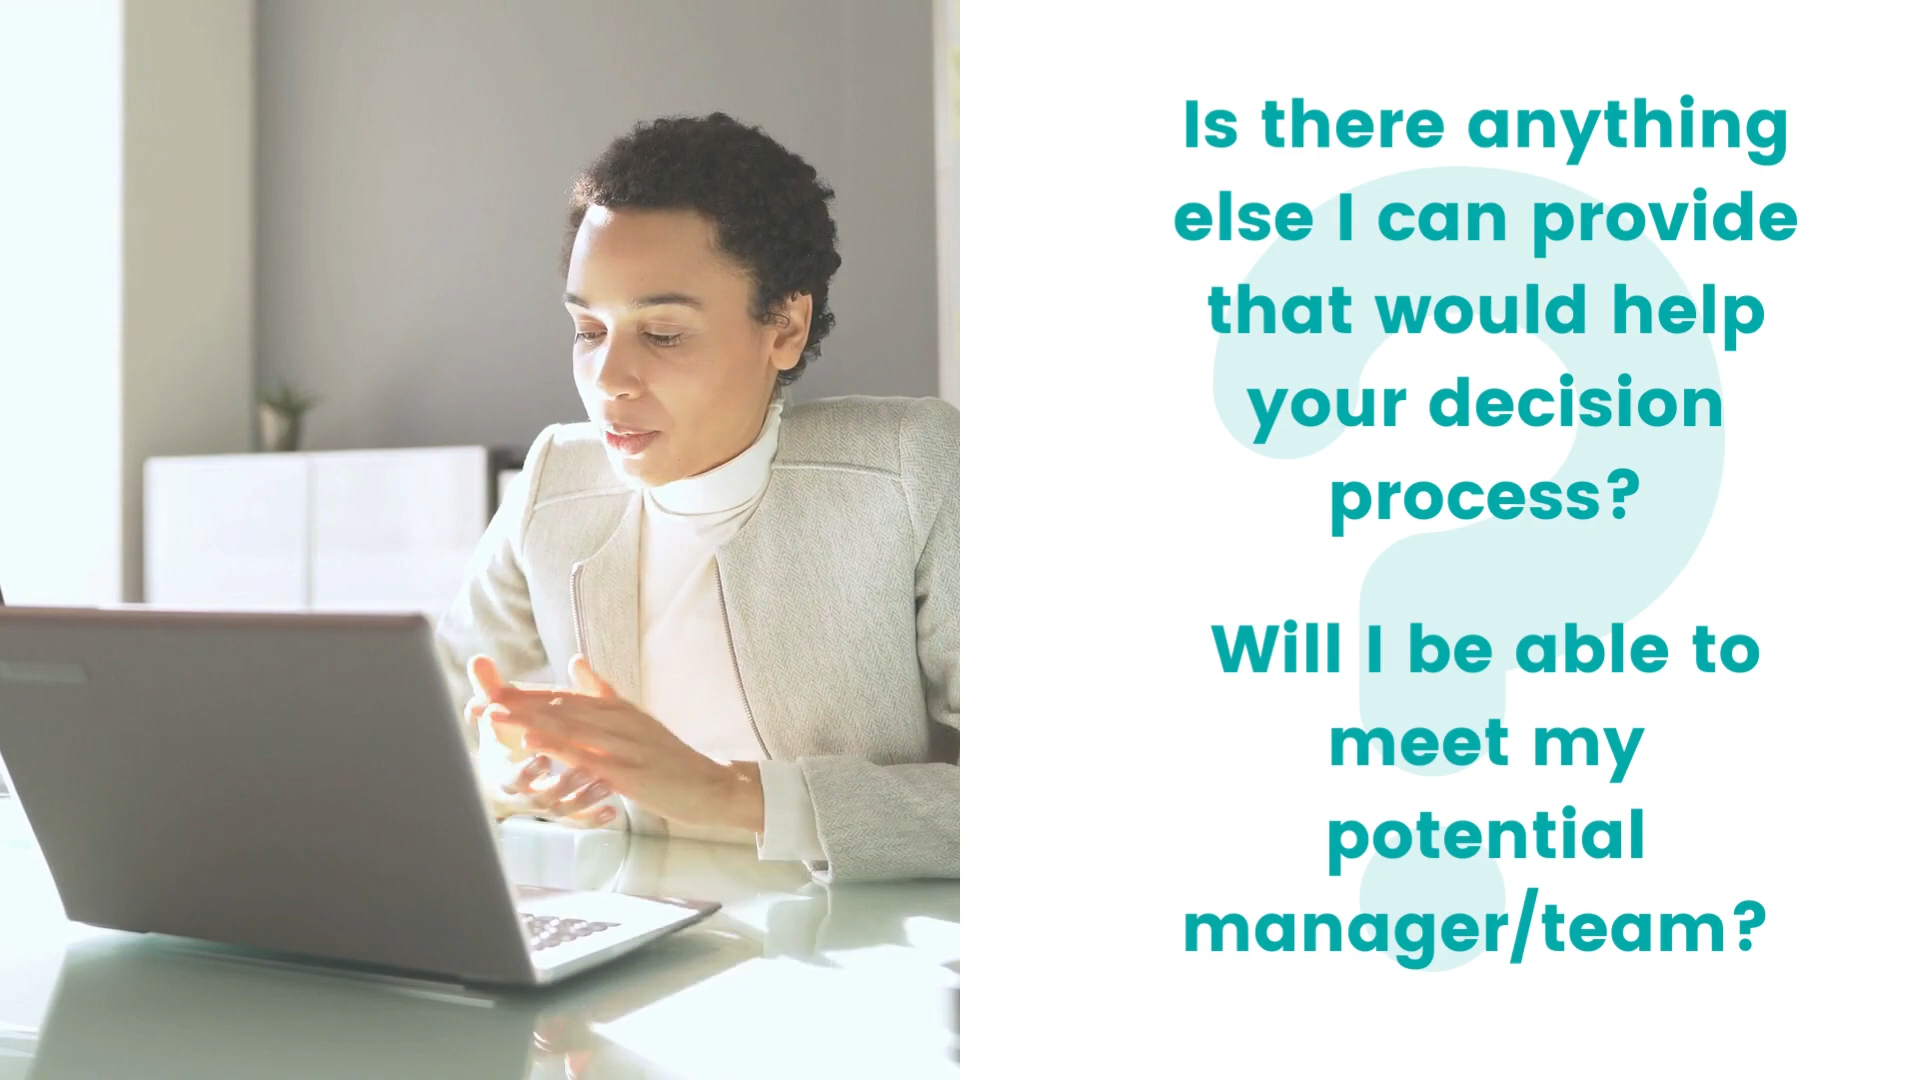 Is there anything
else I can provide
that would help
your decision
process?
Will I be able to
meet my
potential
manager/team?